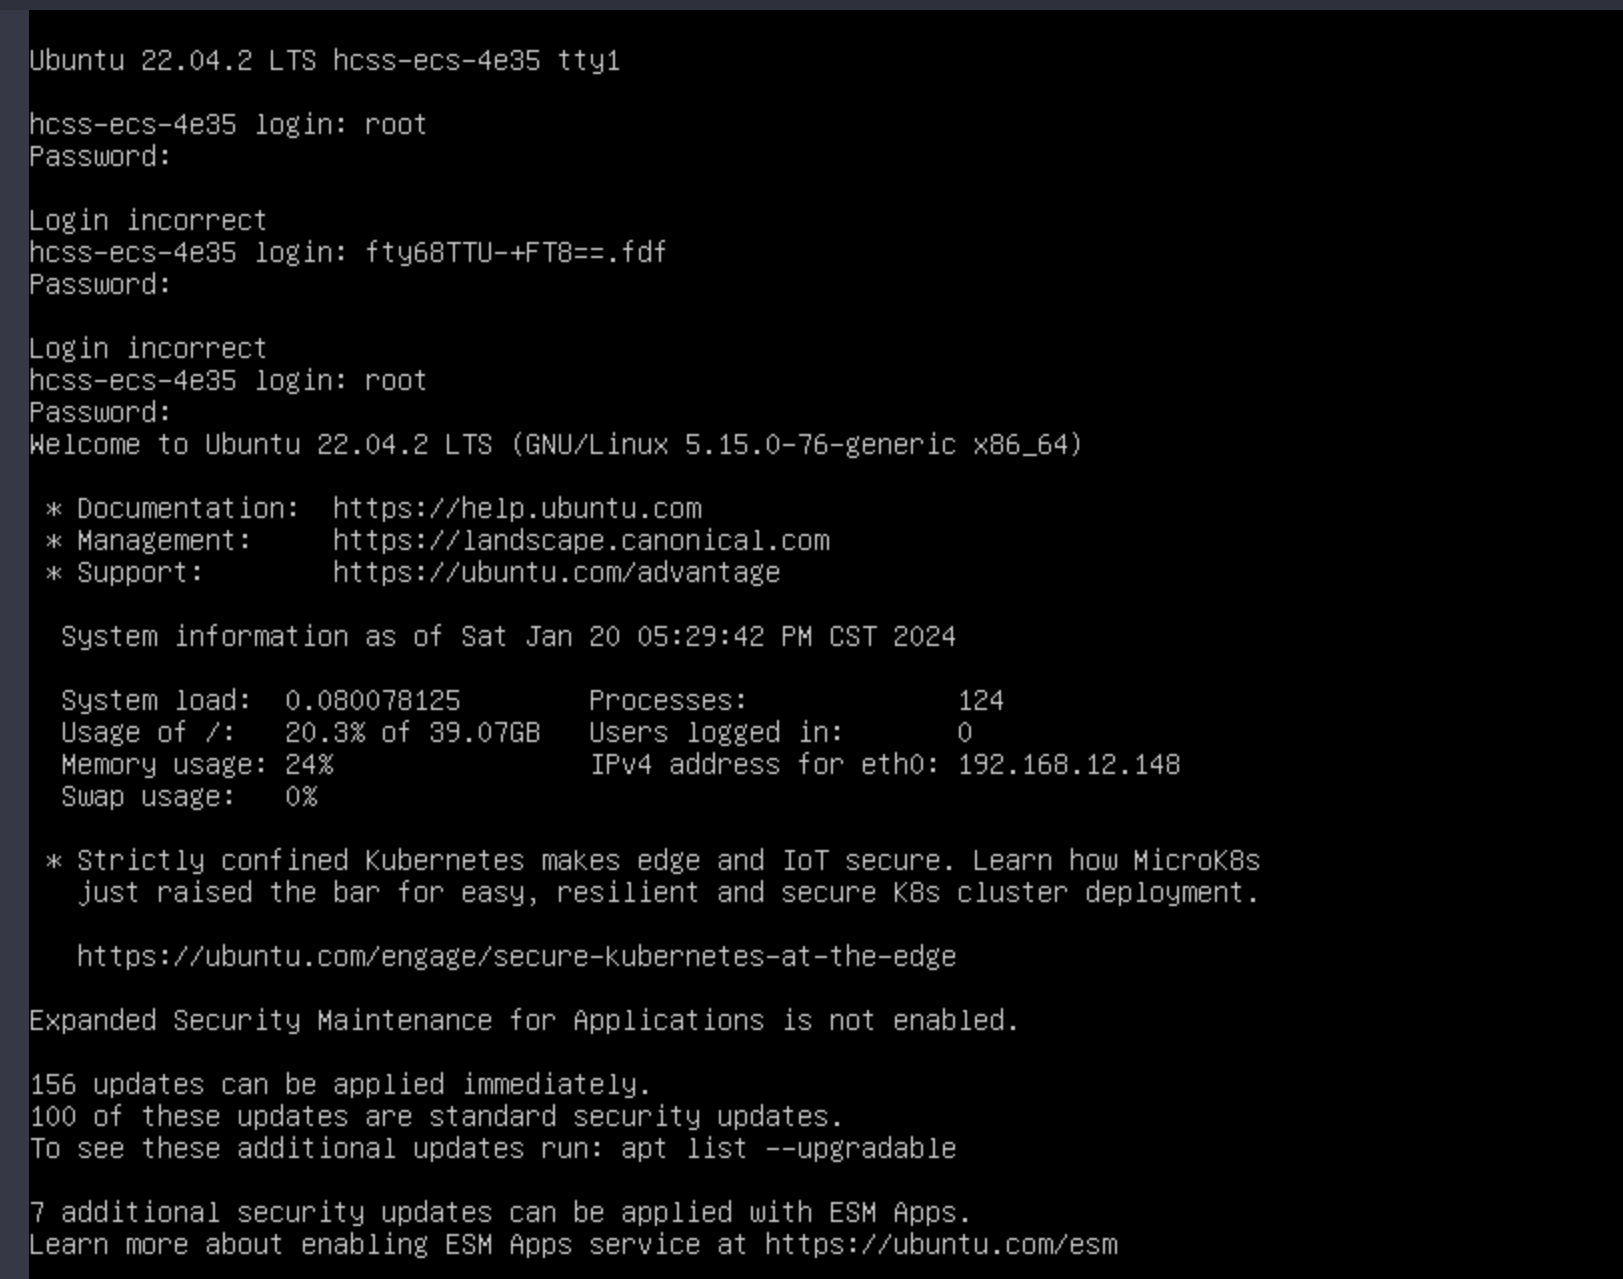 Ubuntu 22.04.2 LTS hcss-ecs-4e35 tty1
hcss-ecs-4e35 login: root
Password:
Login incorrect
hcss-ecs-4e35 login: fty68TTU-+FT8==.fdf
Password:
Login incorrect
hcss-ecs-4e35 login: root
Password:
Welcome to Ubuntu 22.04.2 LTS (GNU/Linux 5.15.0-76-generic x86_64)
* Documentation:  https://help.ubuntu.com
* Management:     https://landscape.canonical.com
* Support:        https://ubuntu.com/advantage
System information as of Sat Jan 20 05:29:42 PM CST 2024
System load:  0.080078125        Processes:             124
Usage of /:   20.3% of 39.07GB   Users logged in:       0
Memory usage: 24%                IPv4 address for eth0: 192.168.12.148
Swap usage:   0%
* Strictly confined Kubernetes makes edge and IoT secure. Learn how MicroK8s
just raised the bar for easy, resilient and secure K8s cluster deployment.
https://ubuntu.com/engage/secure-kubernetes-at-the-edge
Expanded Security Maintenance for Applications is not enabled.
156 updates can be applied immediately.
100 of these updates are standard security updates.
To see these additional updates run: apt list --upgradable
7 additional security updates can be applied with ESM Apps.
Learn more about enabling ESM Apps service at https://ubuntu.com/esm